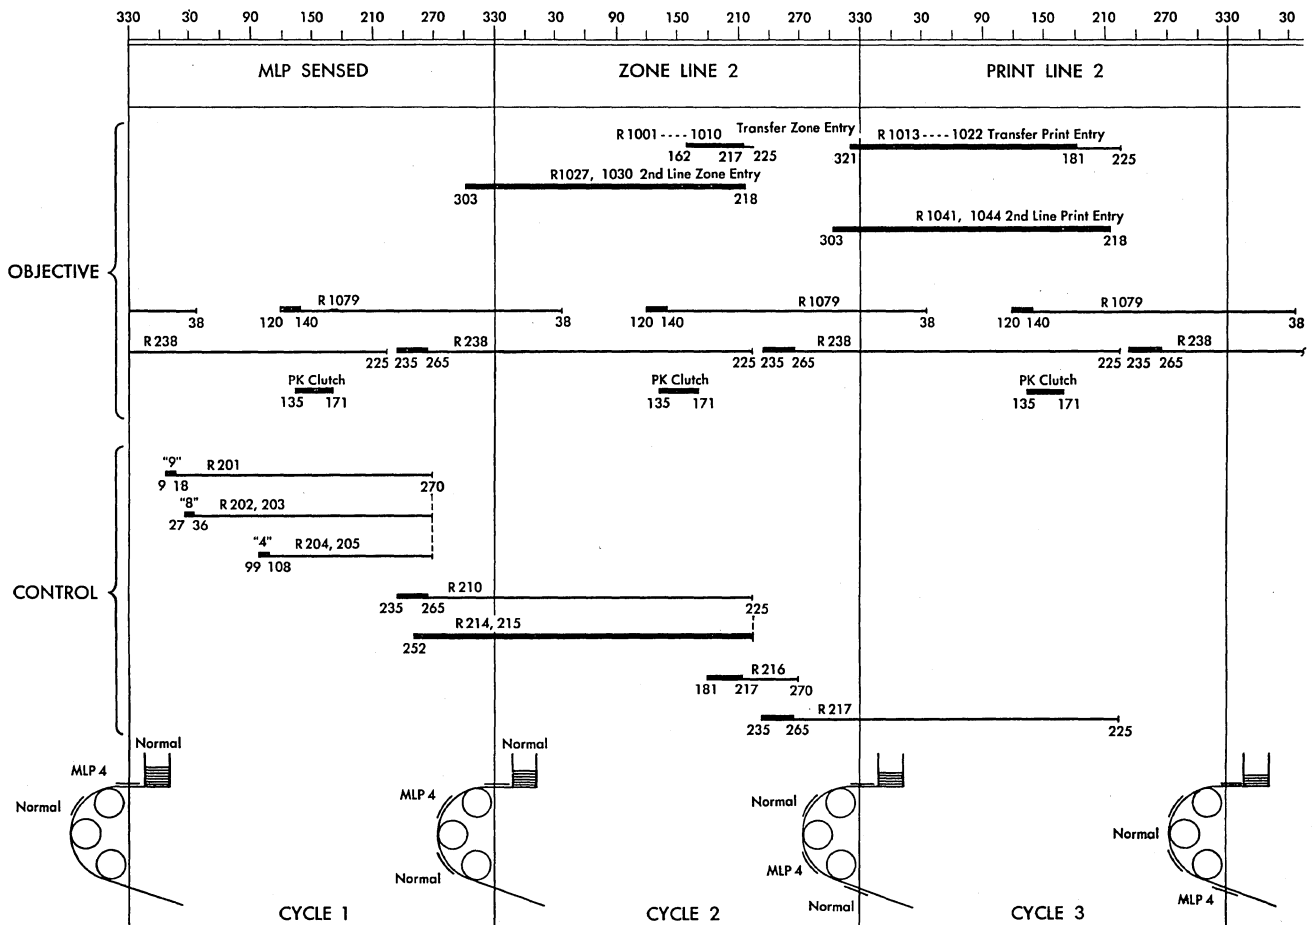 330 30 90 150 210 270 330 30 90 150 210 270 330 30 90 150 210 270 330 30
MLP SENSED ZONE LINE 2 PRINT LINE 2
R 1001 ---- 1010 Transfer Zone Entry R 1013 ---- 1022 Transfer Print Entry
162 217 225 321 181 225
R1027, 1030 2nd Line Zone Entry
303 218
R 1041, 1044 2nd Line Print Entry
303 218
OBJECTIVE
R 1079 R 1079 R 1079
38 120 140 38 120 140 38 120 140 38
R 238 R 238 R 238 R 238
225 235 265 225 235 265 225 235 265
PK Clutch PK Clutch PK Clutch
135 171 135 171 135 171
"9" R 201
9 18 270
"8" R 202, 203
27 36
"4" R 204, 205
99 108
CONTROL
R 210
235 265 225
R 214, 215
252
R 216
181 217 270
R 217
235 265 225
Normal Normal
MLP 4
Normal
MLP 4
Normal
Normal
MLP 4
Normal
Normal
MLP 4
CYCLE 1 CYCLE 2 CYCLE 3